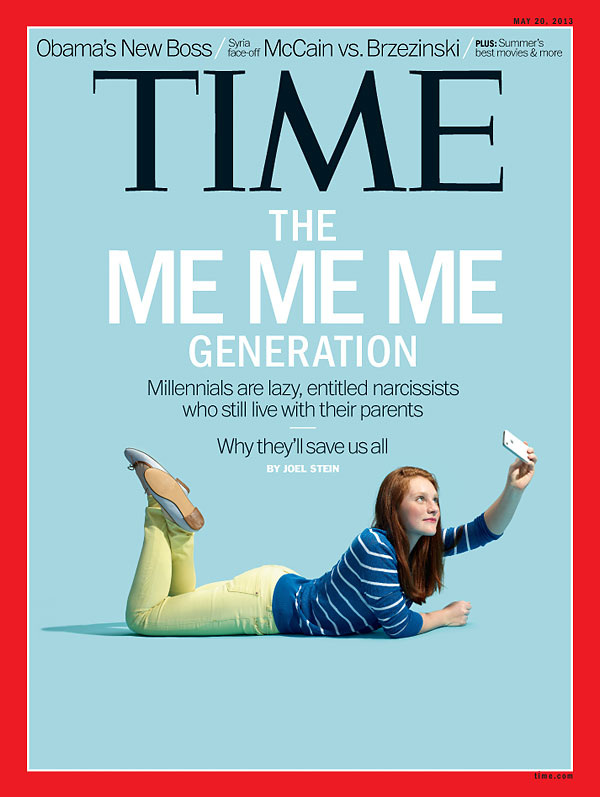 MAY 20, 2013
Obama's New Boss / Syria face-off McCain vs. Brzezinski / PLUS: Summer's best movies & more
TIME
THE
ME ME ME
GENERATION
Millennials are lazy, entitled narcissists
who still live with their parents
Why they'll save us all
BY JOEL STEIN
time.com